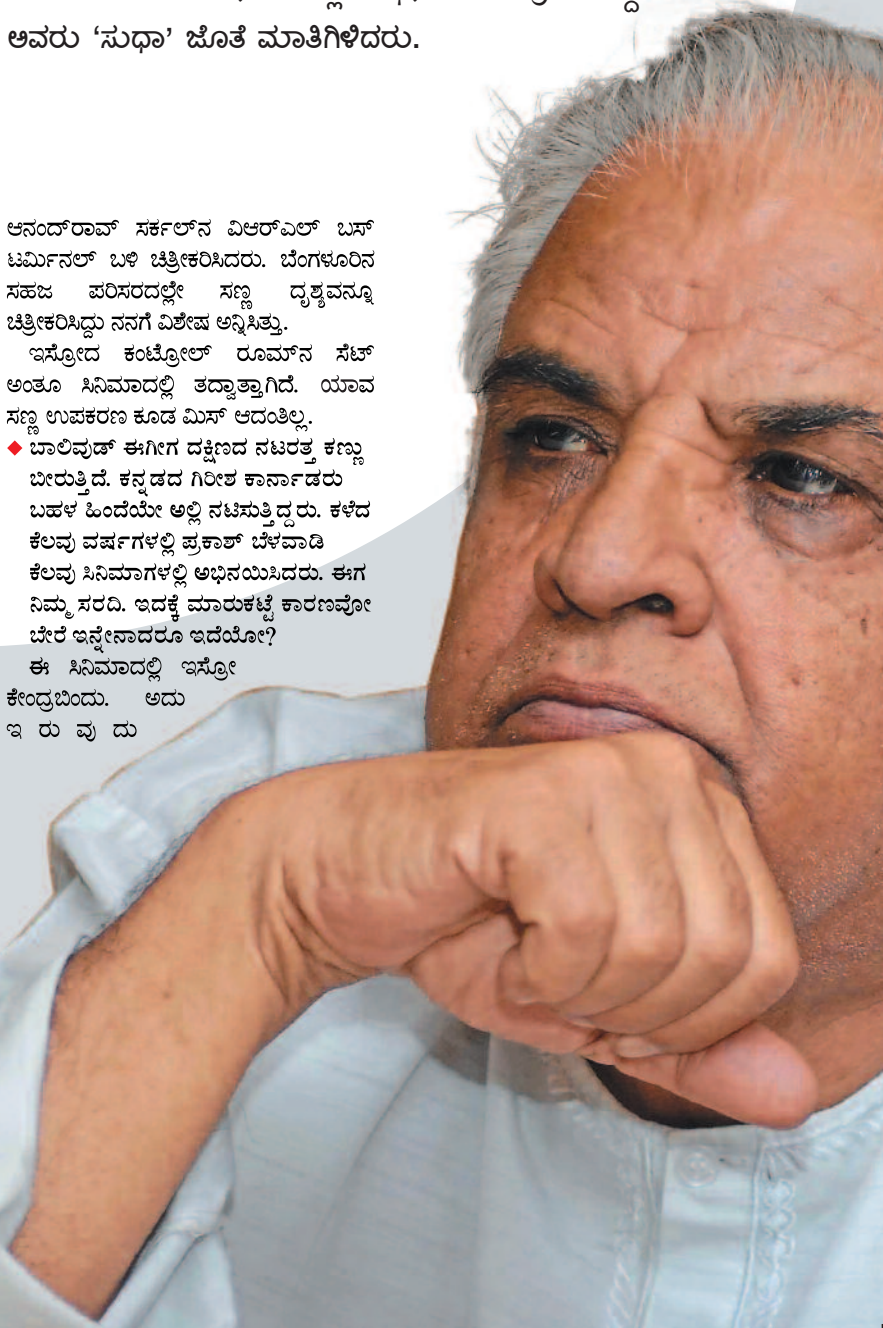 ಅವರು ‘ಸುಧಾ’ ಜೊತೆ ಮಾತಿಗಿಳಿದರು.
ಆನಂದ್‌ರಾವ್ ಸರ್ಕಲ್‌ನ ವಿಆರ್‌ಎಲ್ ಬಸ್
ಟರ್ಮಿನಲ್ ಬಳಿ ಚಿತ್ರೀಕರಿಸಿದರು. ಬೆಂಗಳೂರಿನ
ಸಹಜ ಪರಿಸರದಲ್ಲೇ ಸಣ್ಣ ದೃಶ್ಯವನ್ನೂ
ಚಿತ್ರೀಕರಿಸಿದ್ದು ನನಗೆ ವಿಶೇಷ ಅನ್ನಿಸಿತ್ತು.
ಇಸ್ರೋದ ಕಂಟ್ರೋಲ್ ರೂಮ್‌ನ ಸೆಟ್
ಅಂತೂ ಸಿನಿಮಾದಲ್ಲಿ ತದ್ವಾತ್ತಾಗಿದೆ. ಯಾವ
ಸಣ್ಣ ಉಪಕರಣ ಕೂಡ ಮಿಸ್ ಆದಂತಿಲ್ಲ.
◆ ಬಾಲಿವುಡ್ ಈಗೀಗ ದಕ್ಷಿಣದ ನಟರತ್ತ ಕಣ್ಣು
ಬೀರುತ್ತಿದೆ. ಕನ್ನಡದ ಗಿರೀಶ ಕಾರ್ನಾಡರು
ಬಹಳ ಹಿಂದೆಯೇ ಅಲ್ಲಿ ನಟಿಸುತ್ತಿದ್ದರು. ಕಳೆದ
ಕೆಲವು ವರ್ಷಗಳಲ್ಲಿ ಪ್ರಕಾಶ್ ಬೆಳವಾಡಿ
ಕೆಲವು ಸಿನಿಮಾಗಳಲ್ಲಿ ಅಭಿನಯಿಸಿದರು. ಈಗ
ನಿಮ್ಮ ಸರದಿ. ಇದಕ್ಕೆ ಮಾರುಕಟ್ಟೆ ಕಾರಣವೋ
ಬೇರೆ ಇನ್ನೇನಾದರೂ ಇದೆಯೋ?
ಈ ಸಿನಿಮಾದಲ್ಲಿ ಇಸ್ರೋ
ಕೇಂದ್ರಬಿಂದು. ಅದು
ಇ ರು ವು ದು